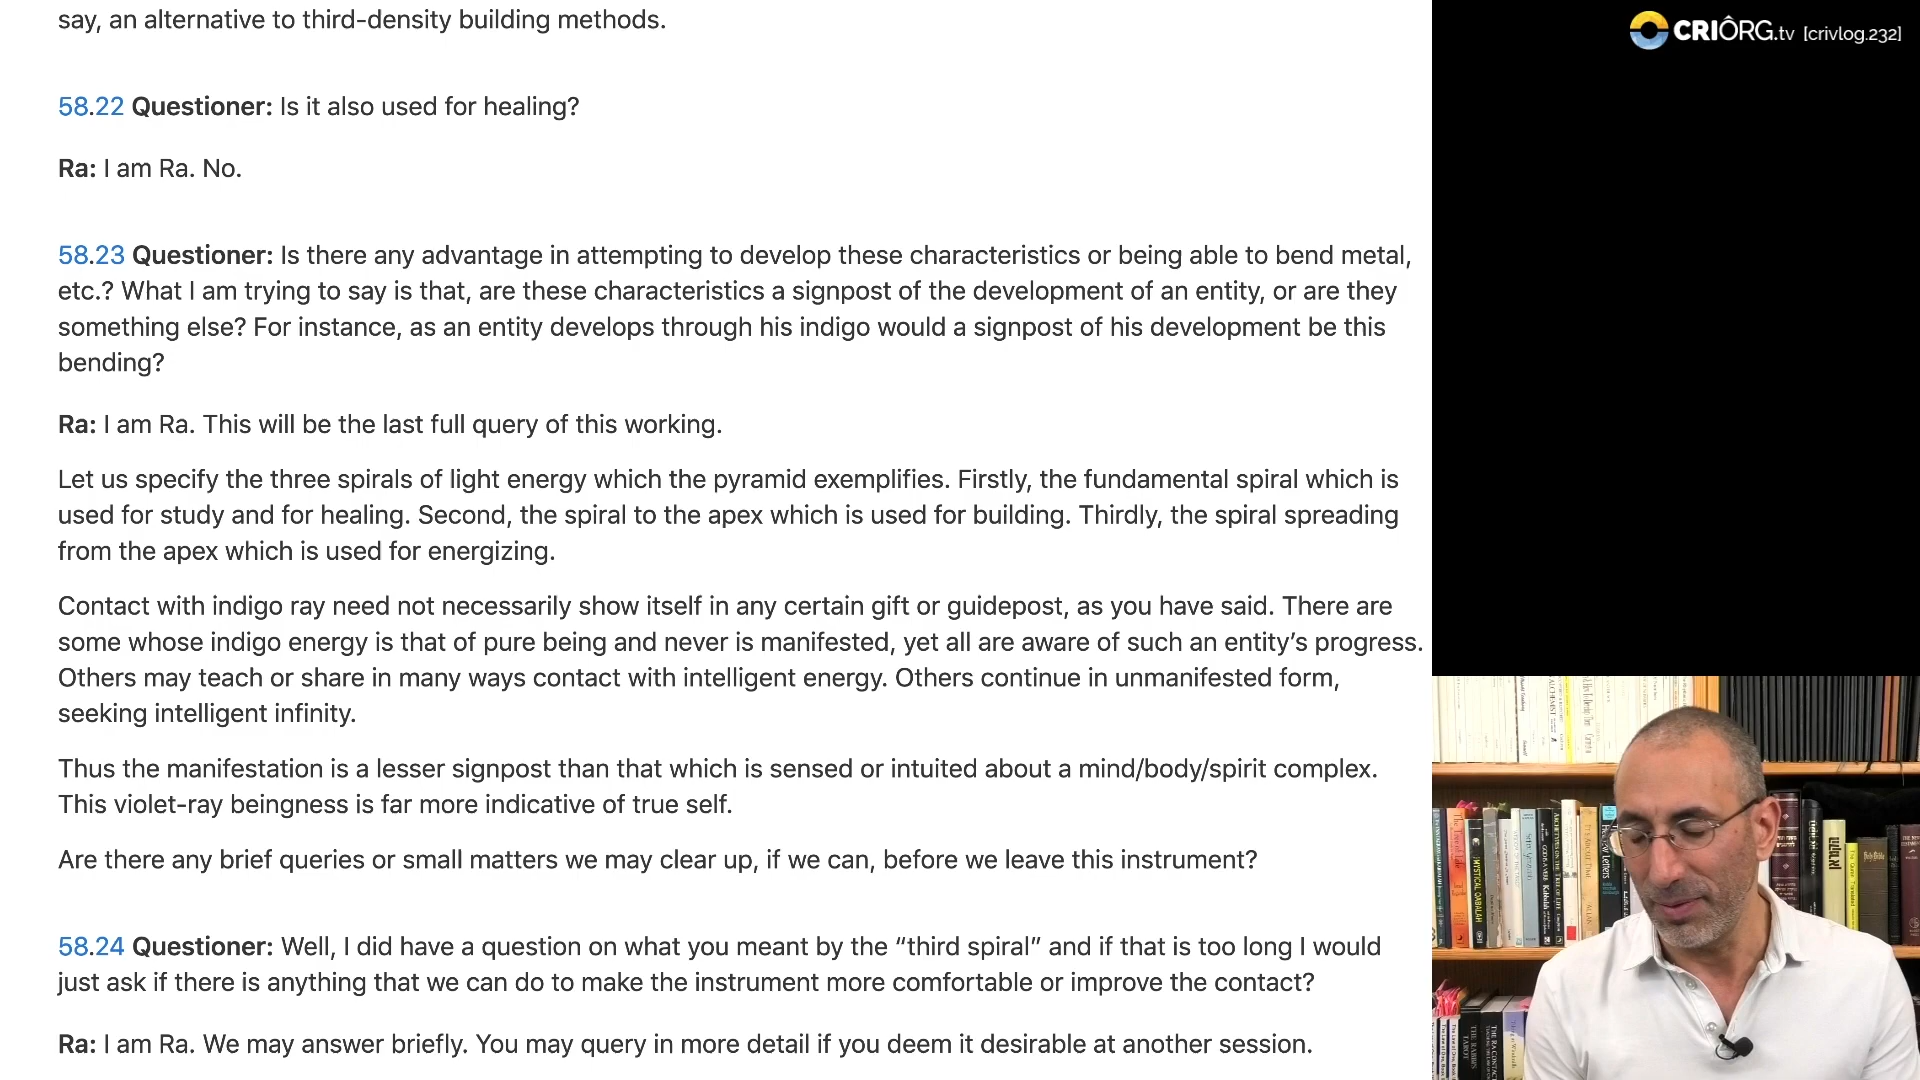 say, an alternative to third-density building methods.
CRIÔRG.tv [crivlog.232]
58.22 Questioner: Is it also used for healing?
Ra: I am Ra. No.
58.23 Questioner: Is there any advantage in attempting to develop these characteristics or being able to bend metal,
etc.? What I am trying to say is that, are these characteristics a signpost of the development of an entity, or are they
something else? For instance, as an entity develops through his indigo would a signpost of his development be this
bending?
Ra: I am Ra. This will be the last full query of this working.
Let us specify the three spirals of light energy which the pyramid exemplifies. Firstly, the fundamental spiral which is
used for study and for healing. Second, the spiral to the apex which is used for building. Thirdly, the spiral spreading
from the apex which is used for energizing.
Contact with indigo ray need not necessarily show itself in any certain gift or guidepost, as you have said. There are
some whose indigo energy is that of pure being and never is manifested, yet all are aware of such an entity’s progress.
Others may teach or share in many ways contact with intelligent energy. Others continue in unmanifested form,
seeking intelligent infinity.
Thus the manifestation is a lesser signpost than that which is sensed or intuited about a mind/body/spirit complex.
This violet-ray beingness is far more indicative of true self.
Are there any brief queries or small matters we may clear up, if we can, before we leave this instrument?
58.24 Questioner: Well, I did have a question on what you meant by the “third spiral” and if that is too long I would
just ask if there is anything that we can do to make the instrument more comfortable or improve the contact?
Ra: I am Ra. We may answer briefly. You may query in more detail if you deem it desirable at another session.
MYSTICAL QABALAH